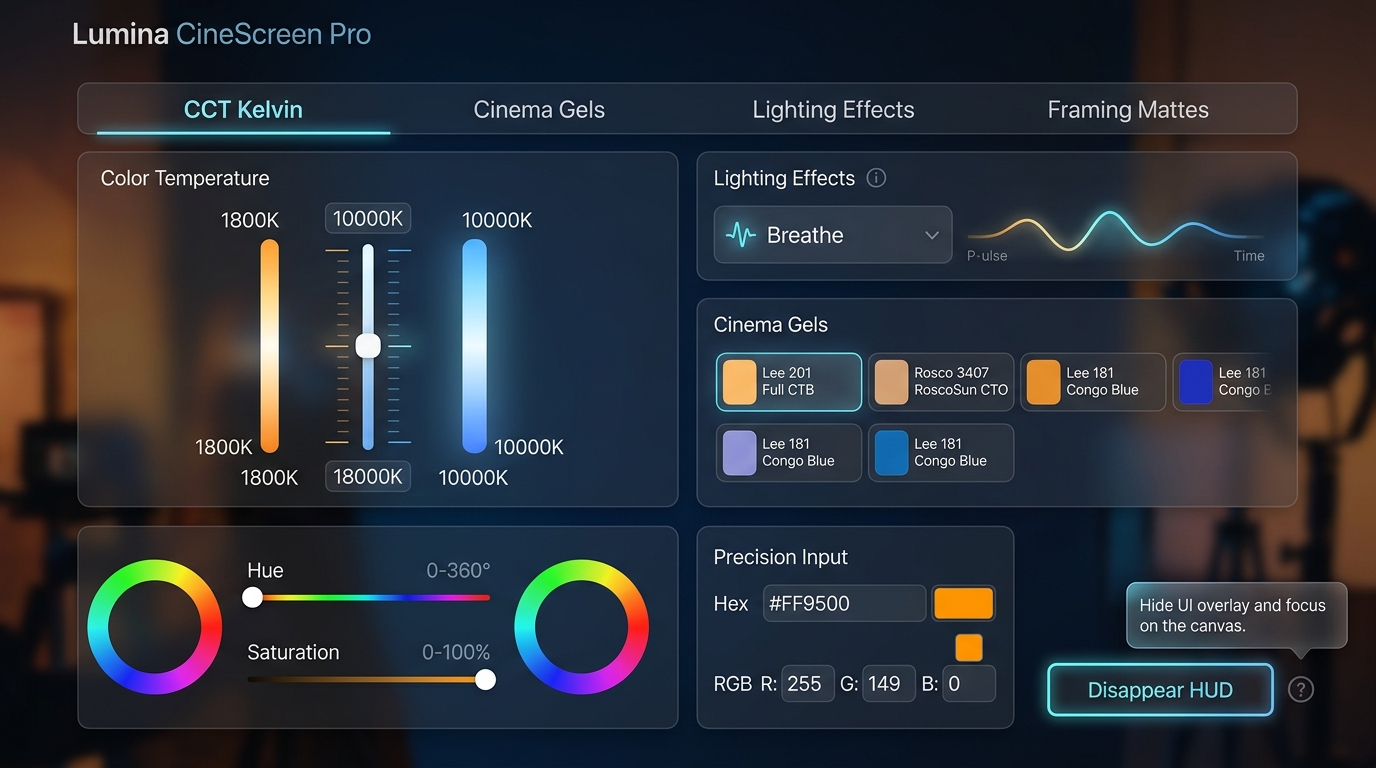 Lumina CineScreen Pro
CCT Kelvin
Cinema Gels
Lighting Effects
Framing Mattes
Color Temperature
1800K
10000K
10000K
1800K
10000K
1800K
18000K
10000K
Lighting Effects
Breathe
P-ulse
Time
Cinema Gels
Lee 201
Full CTB
Rosco 3407
RoscoSun CTO
Lee 181
Congo Blue
Lee 181
Congo B
Lee 181
Congo Blue
Lee 181
Congo Blue
Hue
0-360°
Saturation
0-100%
Precision Input
Hex
#FF9500
RGB R: 255 G: 149 B: 0
Hide UI overlay and focus
on the canvas.
Disappear HUD
?